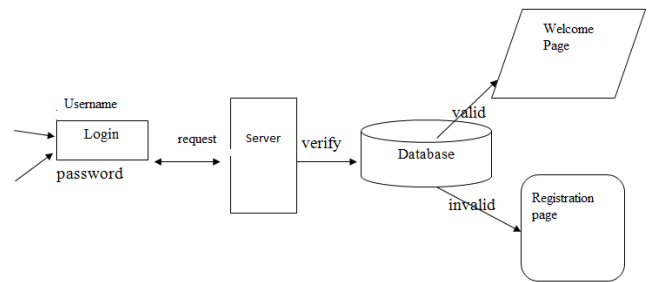 Welcome
Page
Username
Login
password
request
Server
verify
Database
valid
invalid
Registration
page